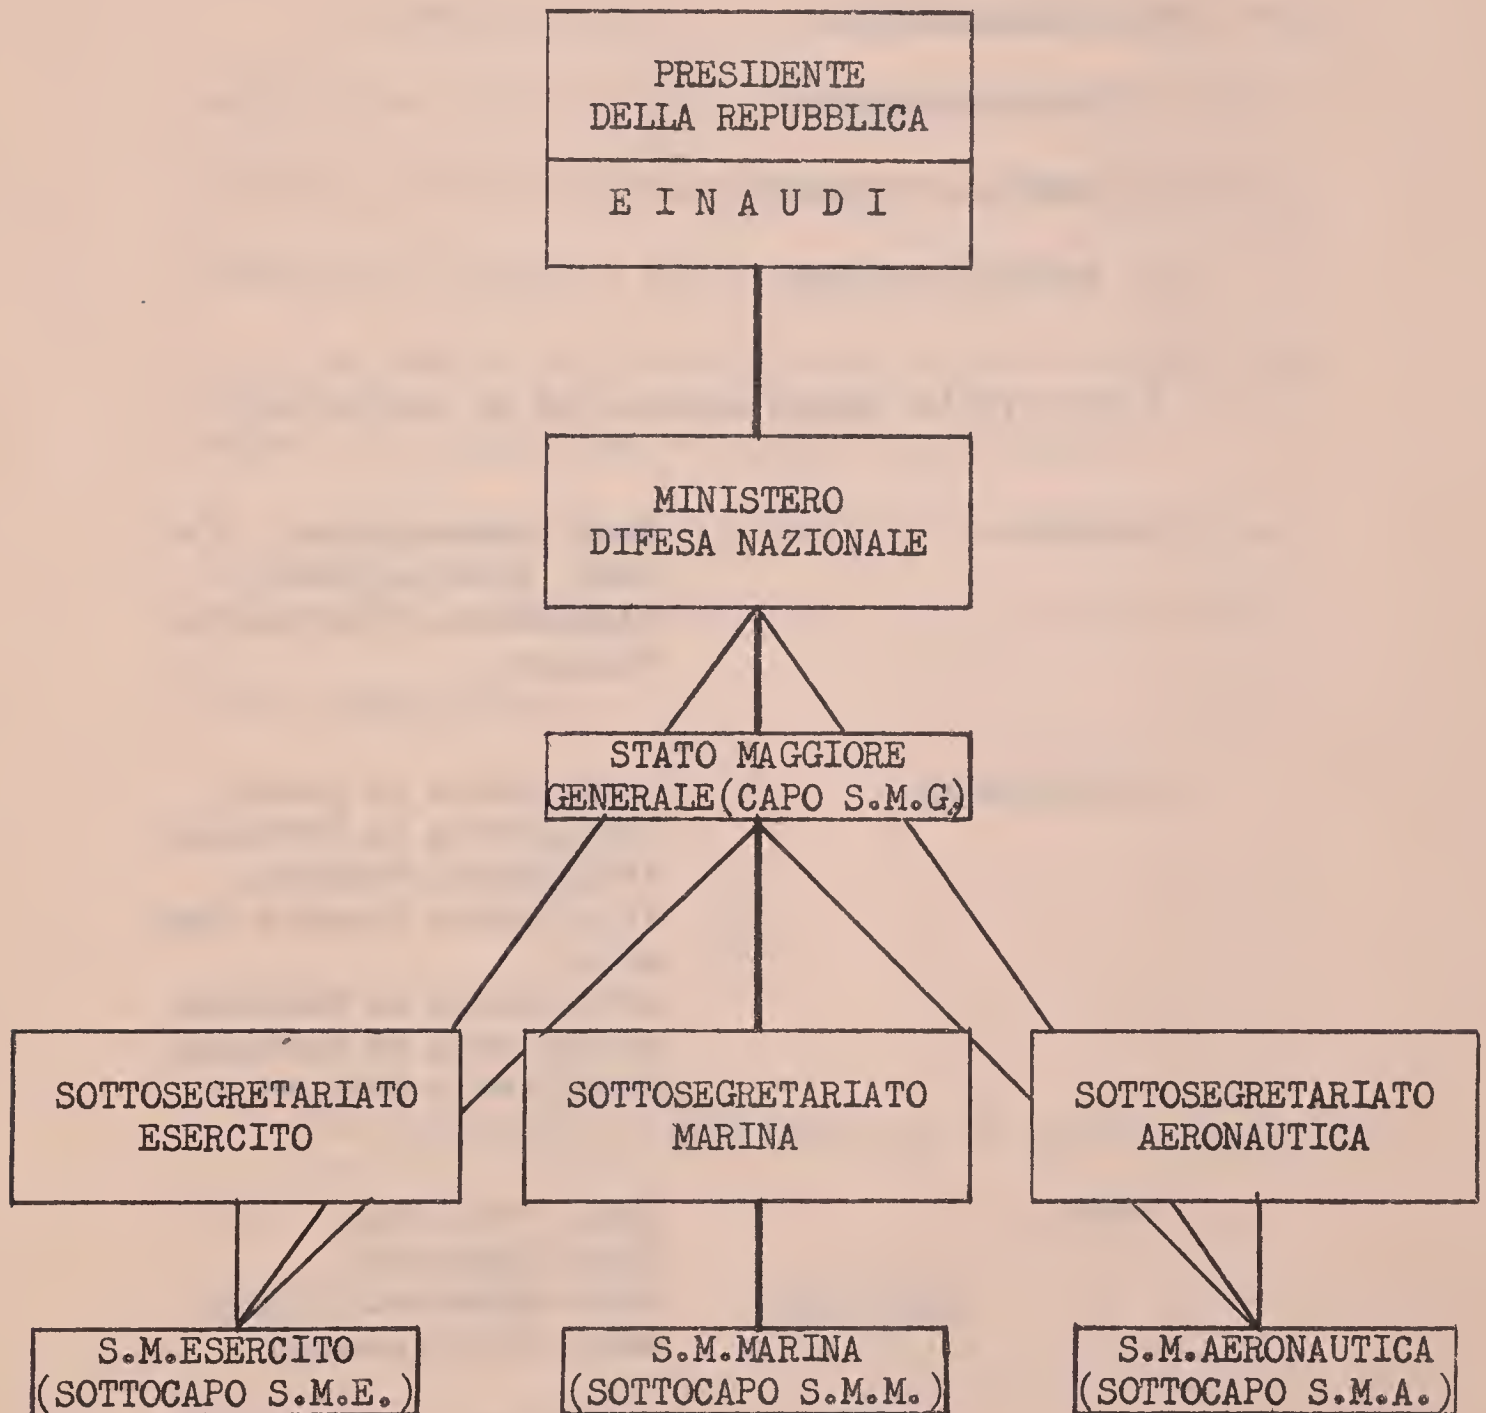 PRESIDENTE
DELLA REPUBBLICA
E I N A U D I
MINISTERO
DIFESA NAZIONALE
STATO MAGGIORE
GENERALE(CAPO S.M.G.)
SOTTOSEGRETARIATO
ESERCITO
SOTTOSEGRETARIATO
MARINA
SOTTOSEGRETARIATO
AERONAUTICA
S.M.ESERCITO
(SOTTOCAPO S.M.E.)
S.M.MARINA
(SOTTOCAPO S.M.M.)
S.M.AERONAUTICA
(SOTTOCAPO S.M.A.)